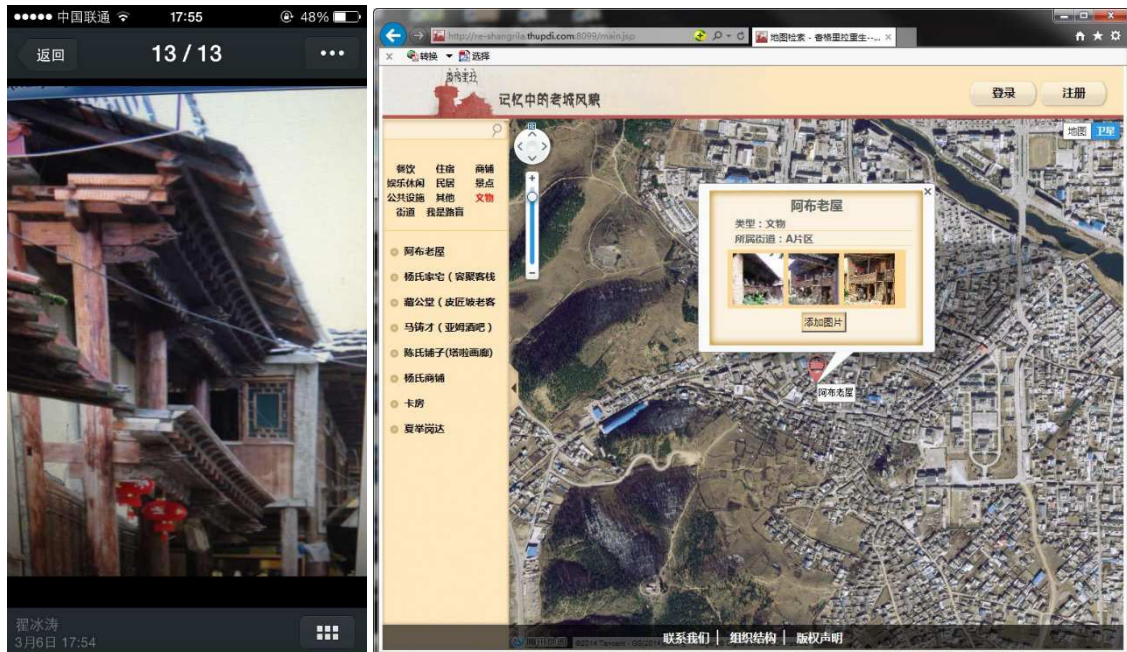 中国联通 17:55 48%
返回 13 / 13
翟冰涛
3月6日 17:54
http://re-shangrila.thupdi.com:8099/main.jsp
地图检索 - 香格里拉重生--... ×
× 转换 ▼ 选择
香格里拉
记忆中的老城风貌
登录 注册
餐饮 住宿 商铺
娱乐休闲 民居 景点
公共设施 其他 文物
街道 我是路盲
阿布老屋
杨氏家宅(容聚客栈
蔺公堂(皮匠坡老客
马铸才(亚姆酒吧)
陈氏铺子(塔啦画廊)
杨氏商铺
卡房
夏举岗达
地图 卫星
阿布老屋
类型:文物
所属街道:A片区
添加图片
阿布老屋
联系我们 | 组织结构 | 版权声明